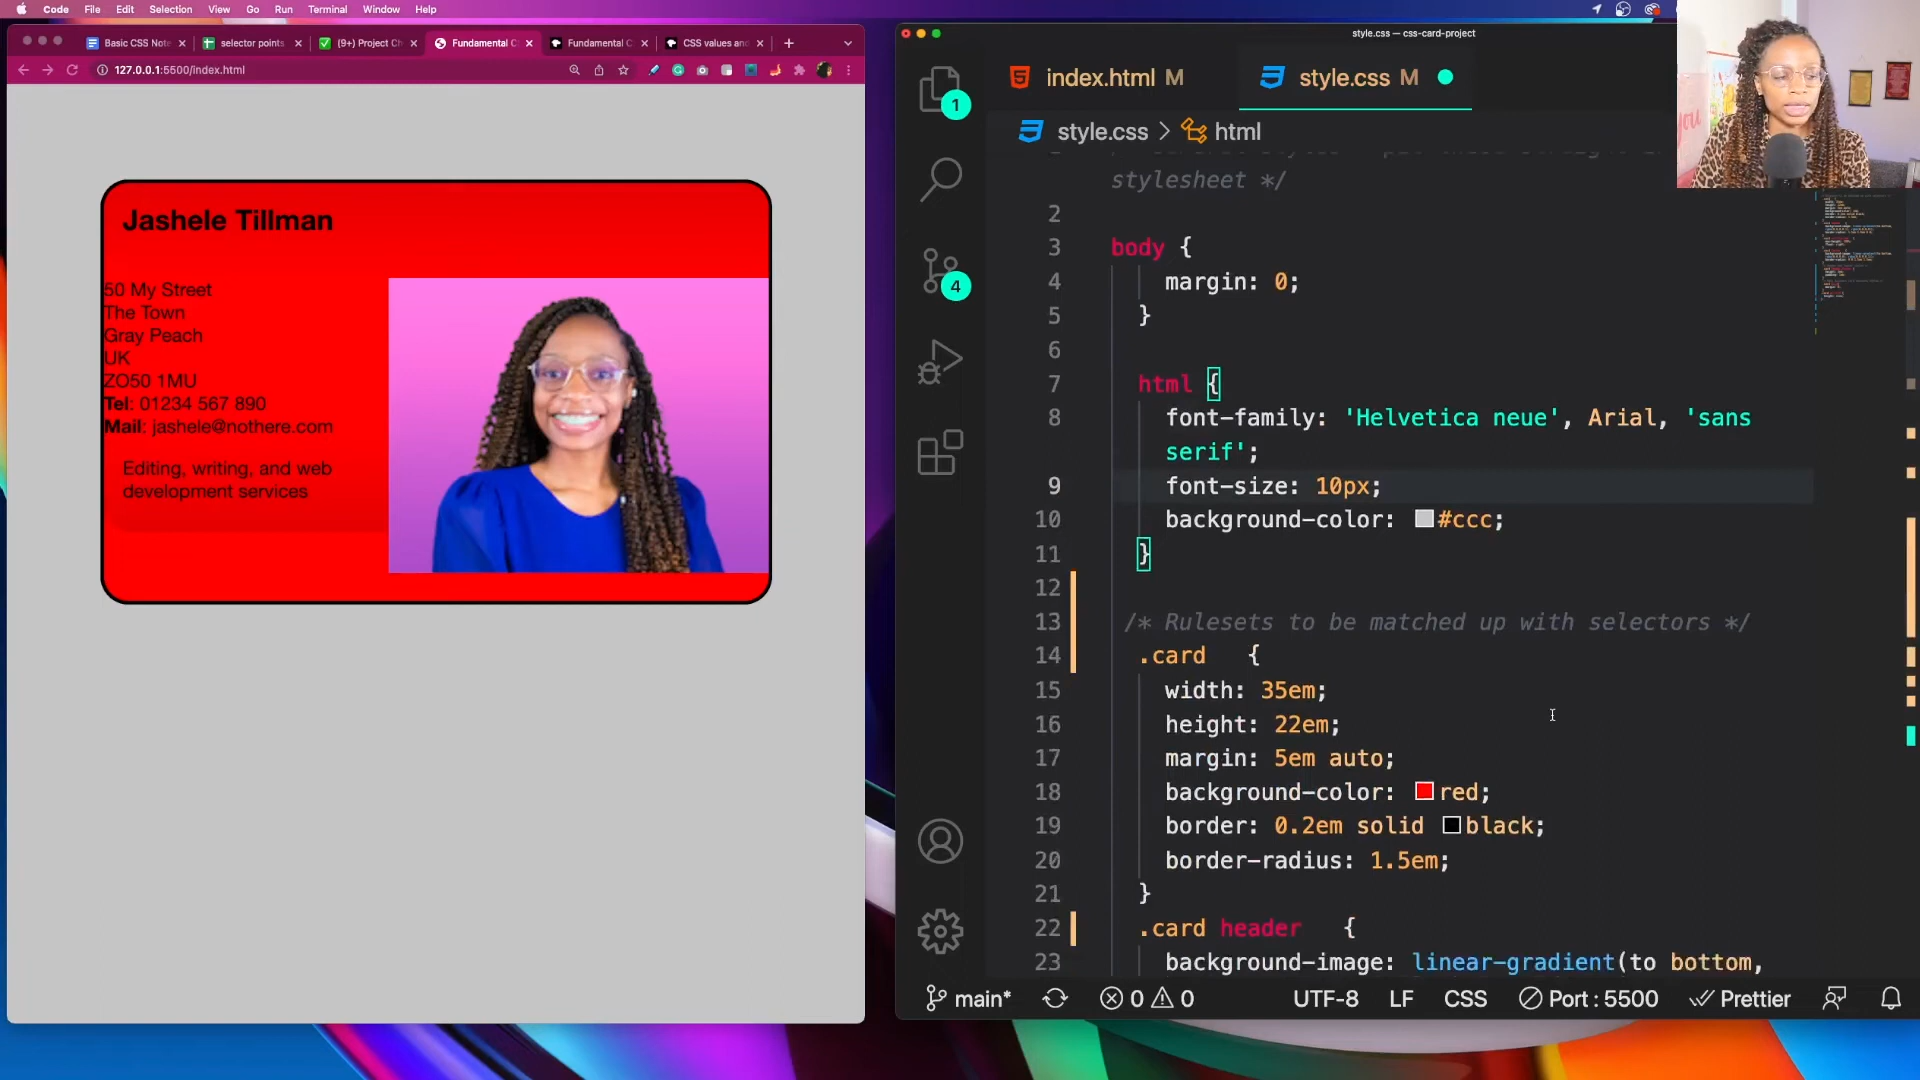 Code File Edit Selection View Go Run Terminal Window Help
Basic CSS Note
selector points
(9+) Project Ch
Fundamental C
Fundamental C
CSS values and
127.0.0.1:5500/index.html
Jashele Tillman
50 My Street
The Town
Gray Peach
UK
ZO50 1MU
Tel: 01234 567 890
Mail: jashele@nothere.com
Editing, writing, and web
development services
style.css — css-card-project
index.html M
style.css M
style.css > html
1
4
stylesheet */
2
3 body {
4 margin: 0;
5 }
6
7 html {
8 font-family: 'Helvetica neue', Arial, 'sans
serif';
9 font-size: 10px;
10 background-color: #ccc;
11 }
12
13 /* Rulesets to be matched up with selectors */
14 .card {
15 width: 35em;
16 height: 22em;
17 margin: 5em auto;
18 background-color: red;
19 border: 0.2em solid black;
20 border-radius: 1.5em;
21 }
22 .card header {
23 background-image: linear-gradient(to bottom,
main* 0 0 UTF-8 LF CSS Port : 5500 Prettier
you